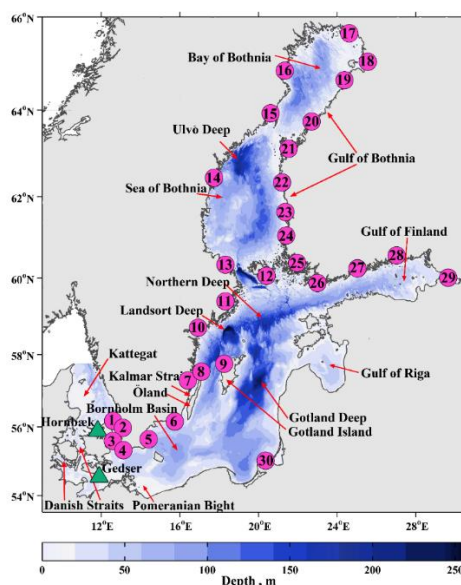 66°N
17
Bay of Bothnia
18
16
19
64°N
15
20
Ulvö Deep
21
Gulf of Bothnia
14
22
62°N
Sea of Bothnia
23
24
Gulf of Finland
13
25
28
12
27
60°N
26
29
Northern Deep
11
Landsort Deep
10
58°N
Kattegat
9
8
Gulf of Riga
Kalmar Strait
7
Öland
Gotland Deep
Bornholm Basin
Gotland Island
56°N
1
6
Hornbæk
2
3
5
4
30
Gedser
54°N
Danish Straits
Pomeranian Bight
12°E
16°E
20°E
24°E
28°E
0
50
100
150
200
250
Depth , m